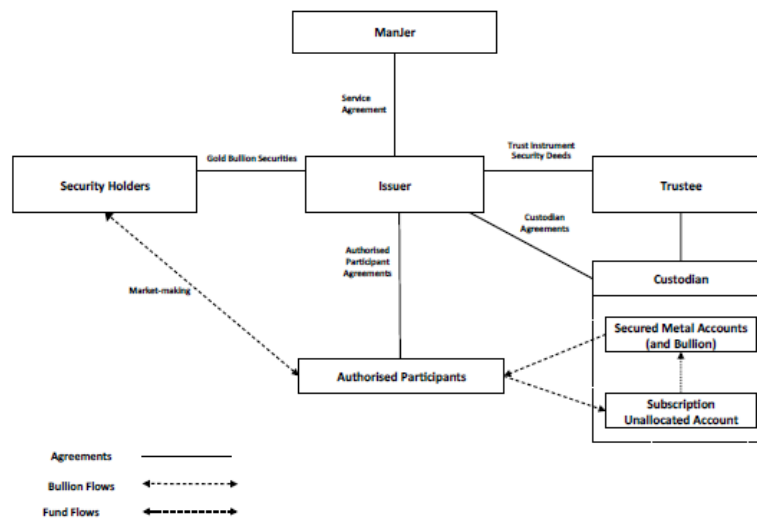 ManJer
Service
Agreement
Gold Bullion Securities
Trust Instrument
Security Deeds
Security Holders
Issuer
Trustee
Custodian
Agreements
Authorised
Participant
Agreements
Custodian
Market-making
Secured Metal Accounts
(and Bullion)
Authorised Participants
Subscription
Unallocated Account
Agreements
Bullion Flows
Fund Flows